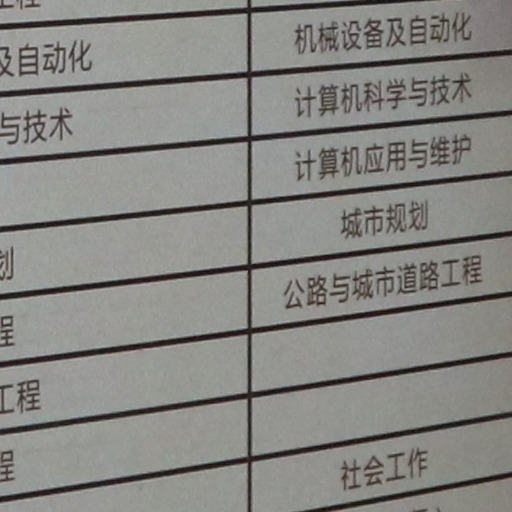 工程
及自动化
机械设备及自动化
与技术
计算机科学与技术
计算机应用与维护
划
城市规划
程
公路与城市道路工程
工程
程
社会工作